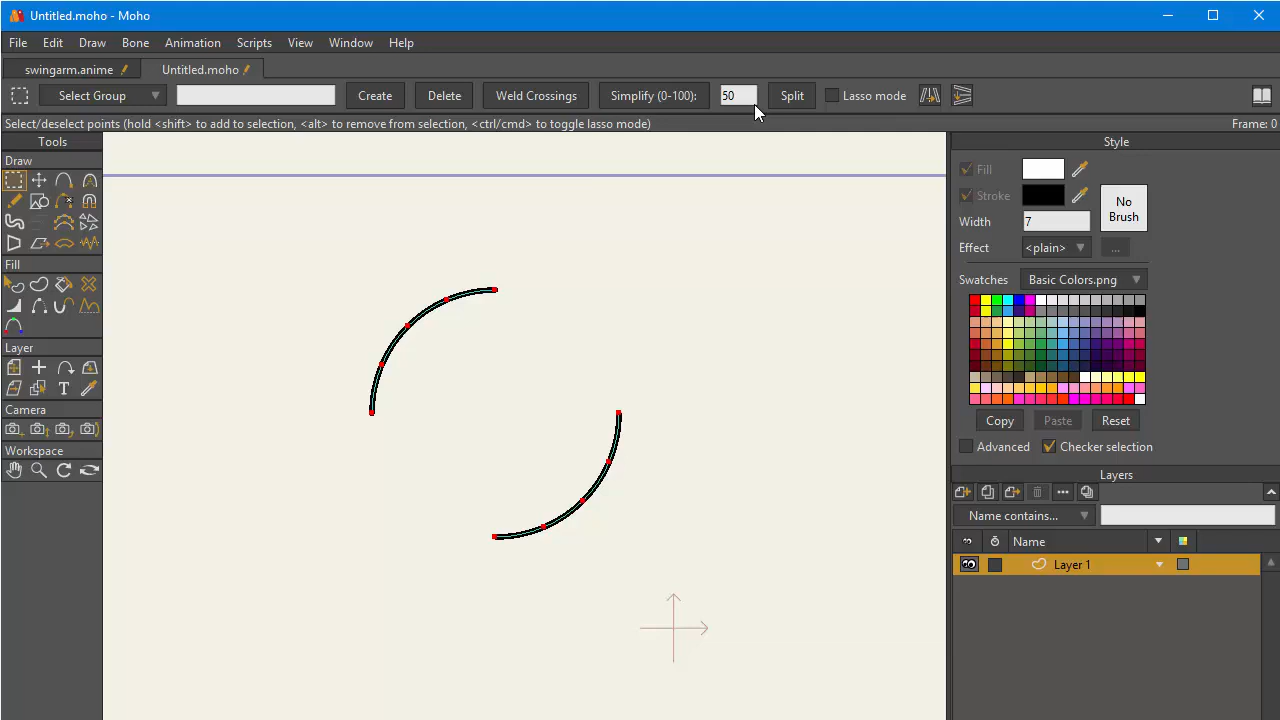 Untitled.moho - Moho
File Edit Draw Bone Animation Scripts View Window Help
swingarm.anime Untitled.moho
Select Group Create Delete Weld Crossings Simplify (0-100): 50 Split Lasso mode
Select/deselect points (hold <shift> to add to selection, <alt> to remove from selection, <ctrl/cmd> to toggle lasso mode) Frame: 0
Tools
Draw
Fill
Layer
Camera
Workspace
Style
Fill
Stroke
No Brush
Width 7
Effect <plain> ...
Swatches Basic Colors.png
Copy Paste Reset
Advanced Checker selection
Layers
Name contains...
Name
Layer 1